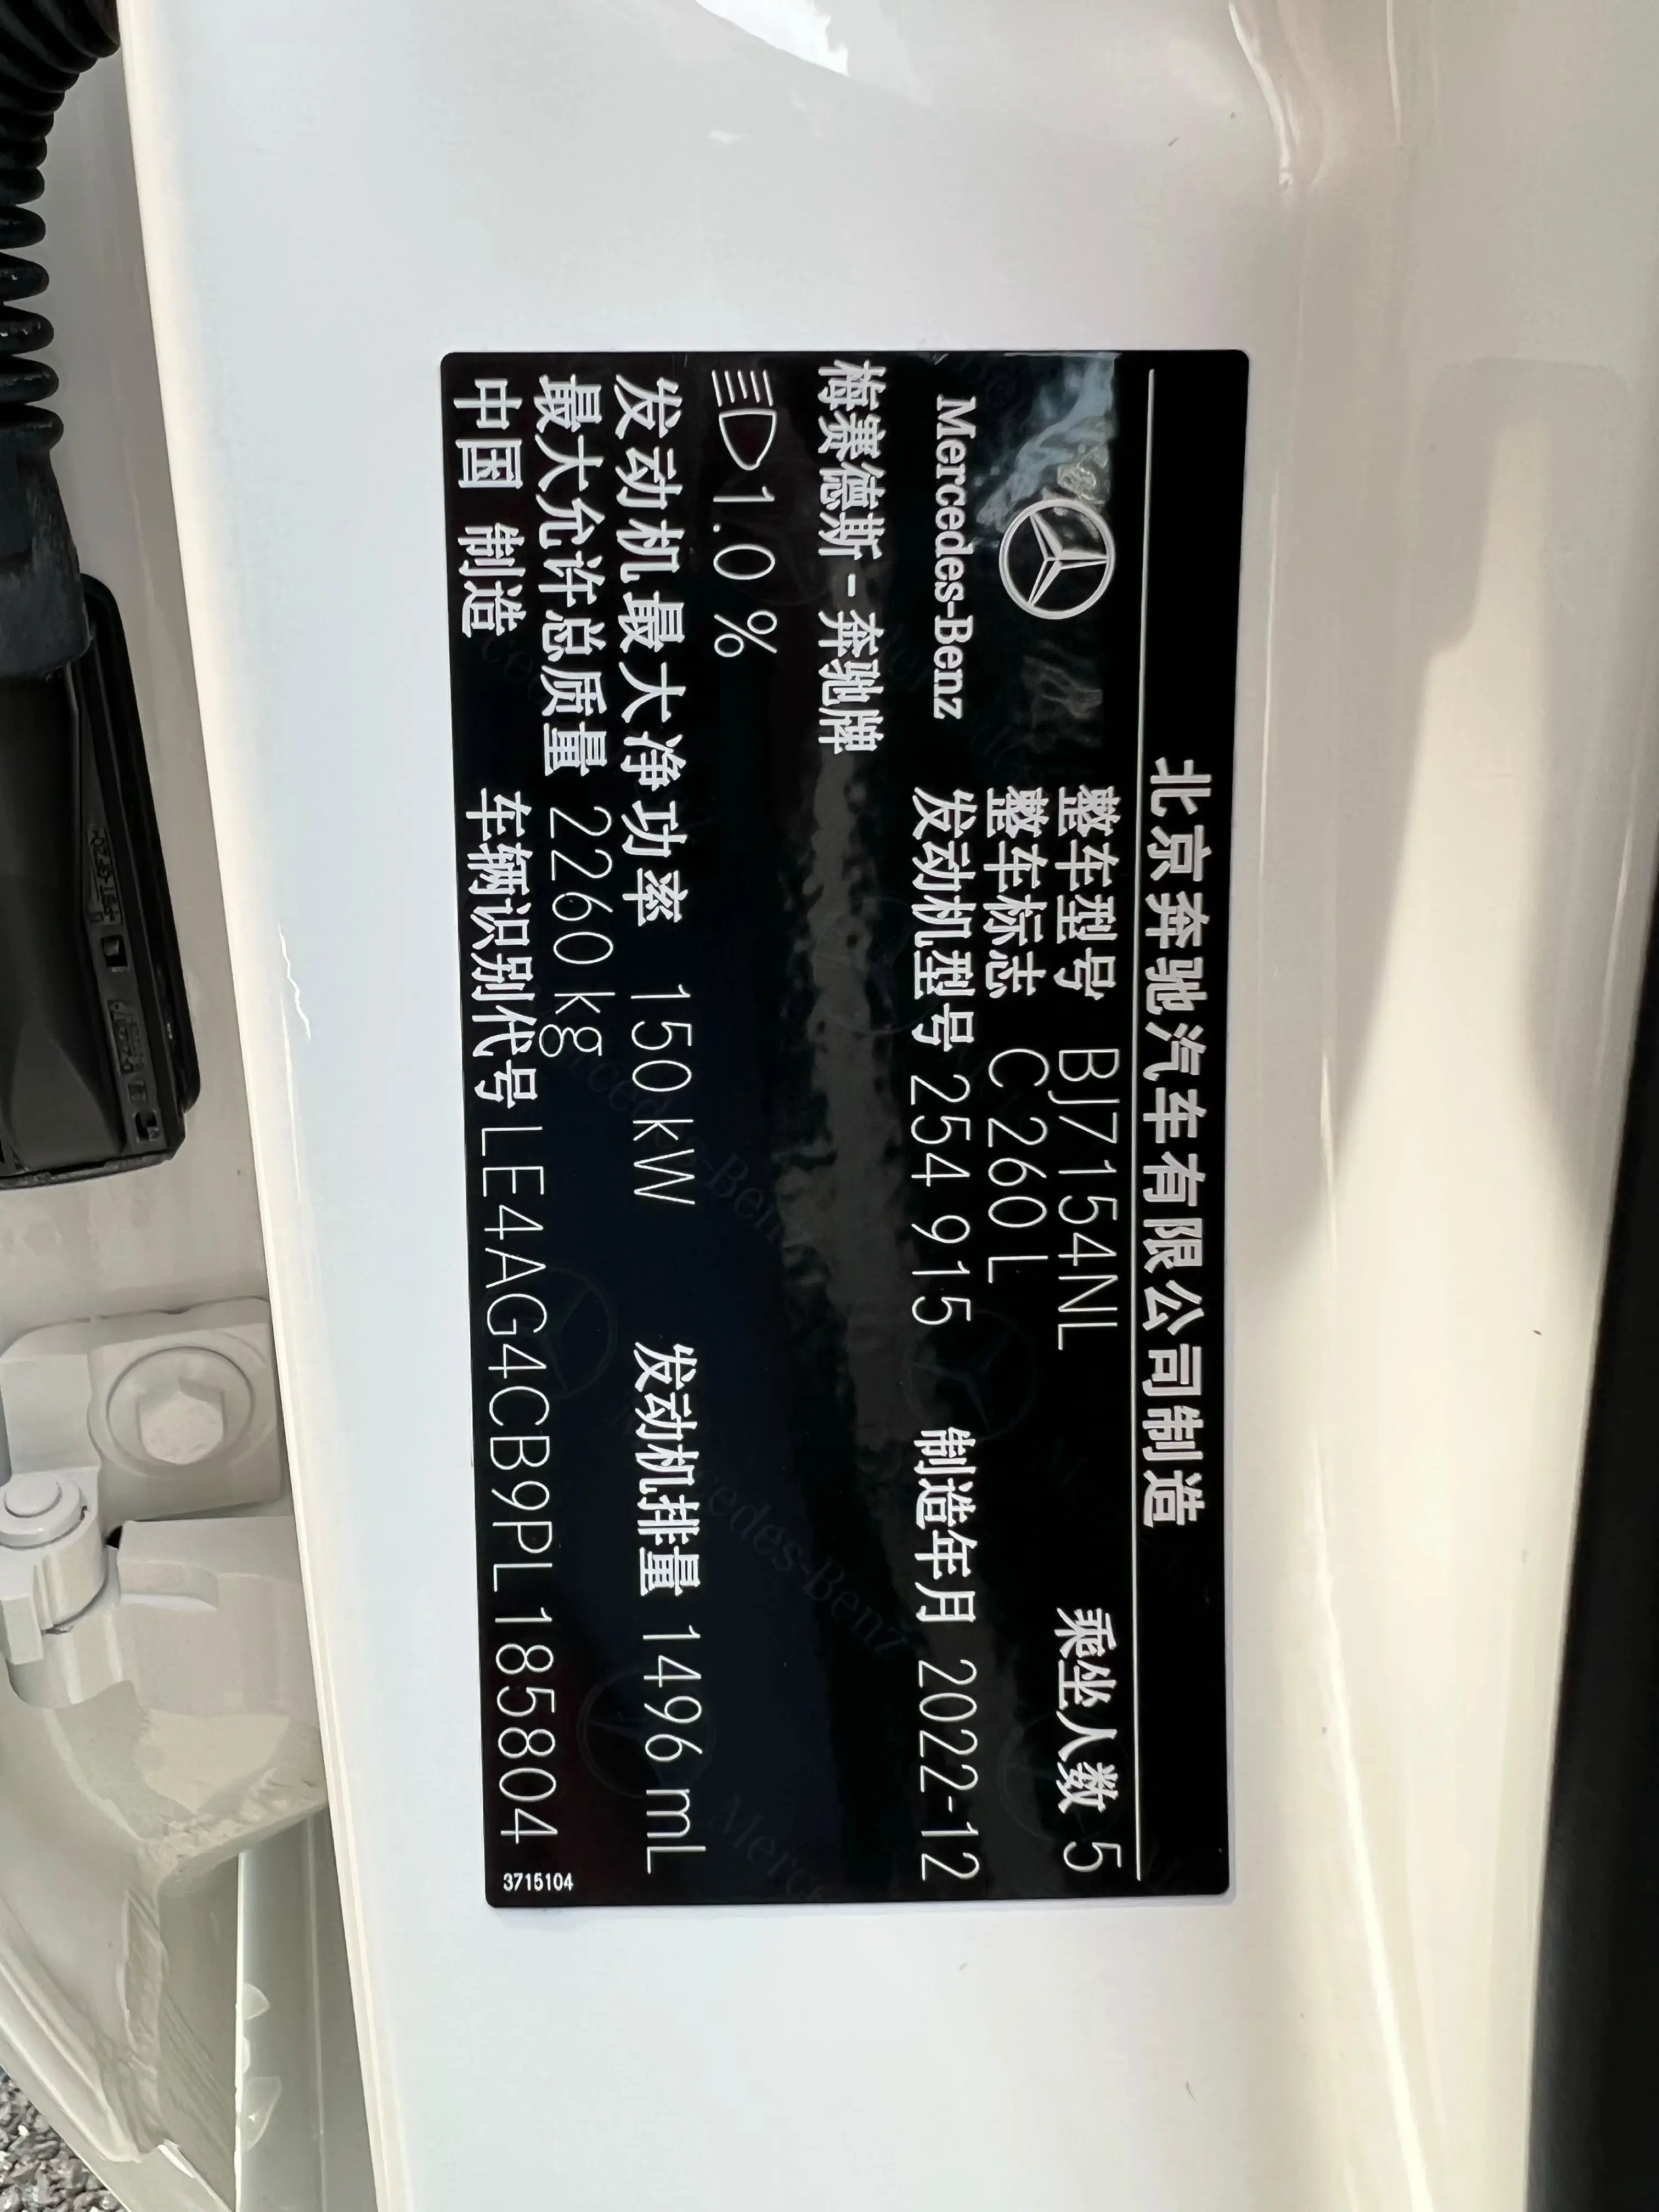 北京奔驰汽车有限公司制造
整车型号 BJ7154NL 乘坐人数 5
整车标志 C 260 L
Mercedes-Benz 发动机型号 254 915 制造年月 2022-12
梅赛德斯-奔驰牌
1.0 %
发动机最大净功率 150kW 发动机排量 1496 mL
最大允许总质量 2260 kg
中国 制造 车辆识别代号 LE4AG4CB9PL185804
3715104